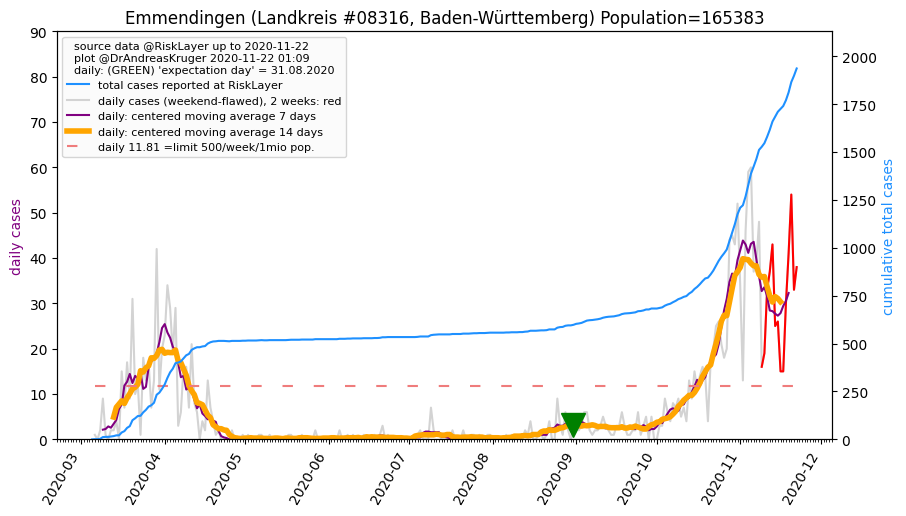 Emmendingen (Landkreis #08316, Baden-Württemberg) Population=165383
source data @RiskLayer up to 2020-11-22
plot @DrAndreasKruger 2020-11-22 01:09
daily: (GREEN) 'expectation day' = 31.08.2020
total cases reported at RiskLayer
daily cases (weekend-flawed), 2 weeks: red
daily: centered moving average 7 days
daily: centered moving average 14 days
daily 11.81 =limit 500/week/1mio pop.
daily cases
90
80
70
60
50
40
30
20
10
0
cumulative total cases
2000
1750
1500
1250
1000
750
500
250
0
2020-03
2020-04
2020-05
2020-06
2020-07
2020-08
2020-09
2020-10
2020-11
2020-12